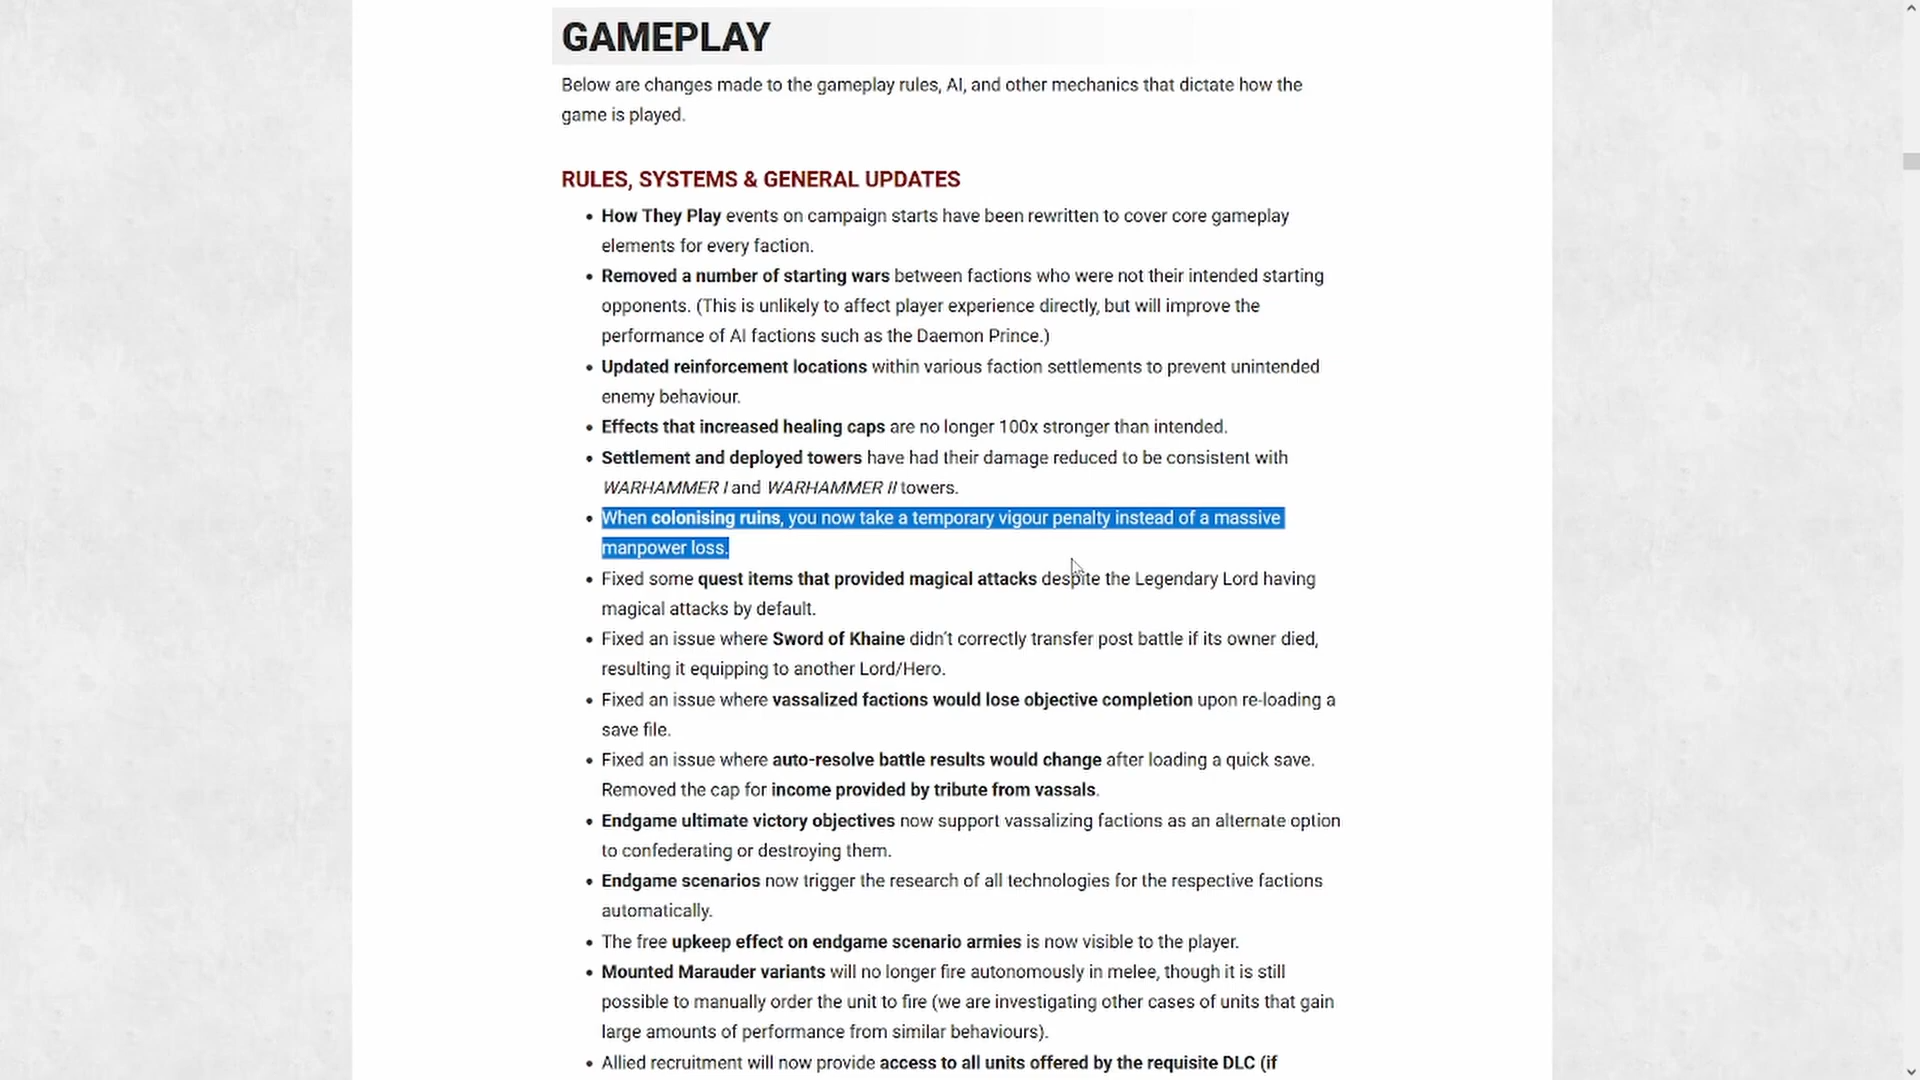 GAMEPLAY
Below are changes made to the gameplay rules, AI, and other mechanics that dictate how the
game is played.
RULES, SYSTEMS & GENERAL UPDATES
• How They Play events on campaign starts have been rewritten to cover core gameplay
elements for every faction.
• Removed a number of starting wars between factions who were not their intended starting
opponents. (This is unlikely to affect player experience directly, but will improve the
performance of AI factions such as the Daemon Prince.)
• Updated reinforcement locations within various faction settlements to prevent unintended
enemy behaviour.
• Effects that increased healing caps are no longer 100x stronger than intended.
• Settlement and deployed towers have had their damage reduced to be consistent with
WARHAMMER I and WARHAMMER II towers.
• When colonising ruins, you now take a temporary vigour penalty instead of a massive
manpower loss.
• Fixed some quest items that provided magical attacks despite the Legendary Lord having
magical attacks by default.
• Fixed an issue where Sword of Khaine didn't correctly transfer post battle if its owner died,
resulting it equipping to another Lord/Hero.
• Fixed an issue where vassalized factions would lose objective completion upon re-loading a
save file.
• Fixed an issue where auto-resolve battle results would change after loading a quick save.
Removed the cap for income provided by tribute from vassals.
• Endgame ultimate victory objectives now support vassalizing factions as an alternate option
to confederating or destroying them.
• Endgame scenarios now trigger the research of all technologies for the respective factions
automatically.
• The free upkeep effect on endgame scenario armies is now visible to the player.
• Mounted Marauder variants will no longer fire autonomously in melee, though it is still
possible to manually order the unit to fire (we are investigating other cases of units that gain
large amounts of performance from similar behaviours).
• Allied recruitment will now provide access to all units offered by the requisite DLC (if